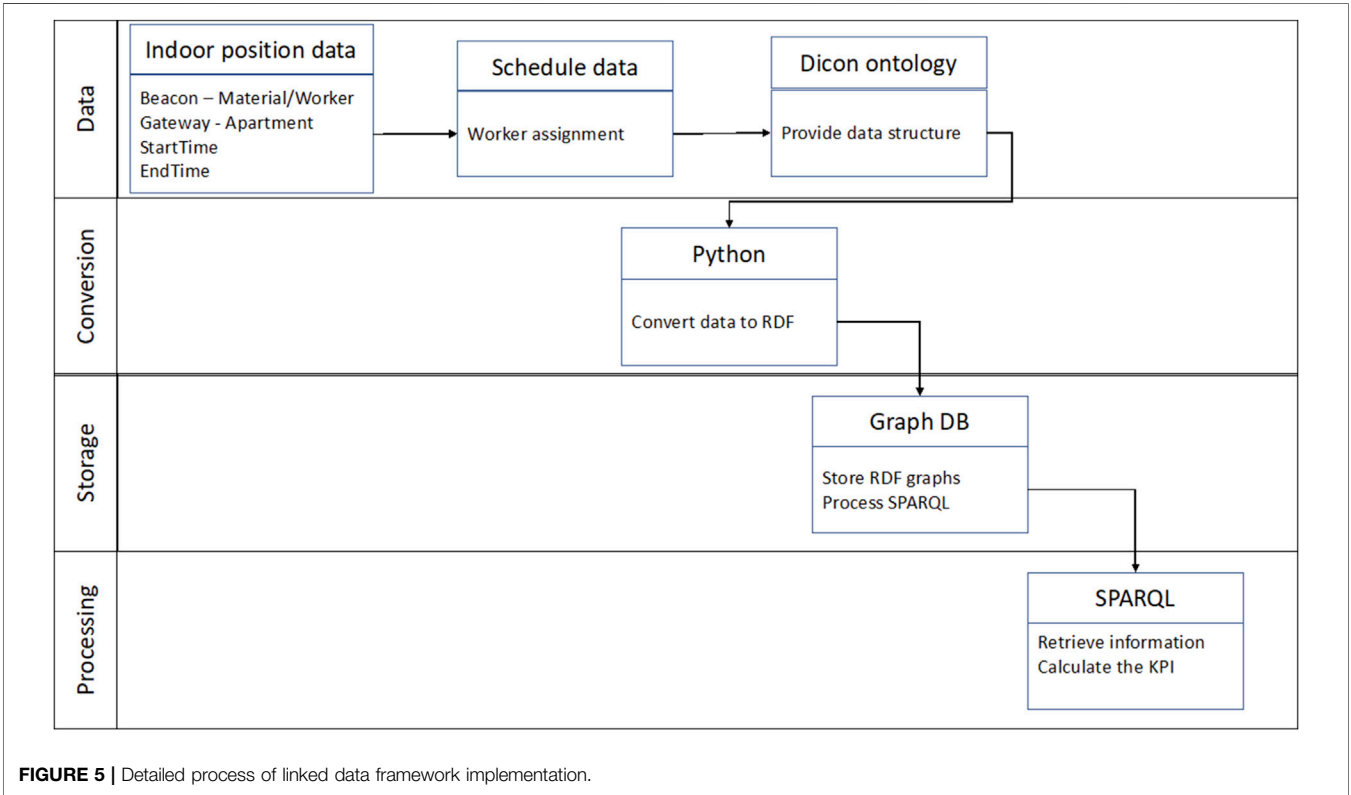 Data
Indoor position data
Beacon – Material/Worker
Gateway - Apartment
StartTime
EndTime
Schedule data
Worker assignment
Dicon ontology
Provide data structure
Conversion
Python
Convert data to RDF
Storage
Graph DB
Store RDF graphs
Process SPARQL
Processing
SPARQL
Retrieve information
Calculate the KPI
FIGURE 5 | Detailed process of linked data framework implementation.